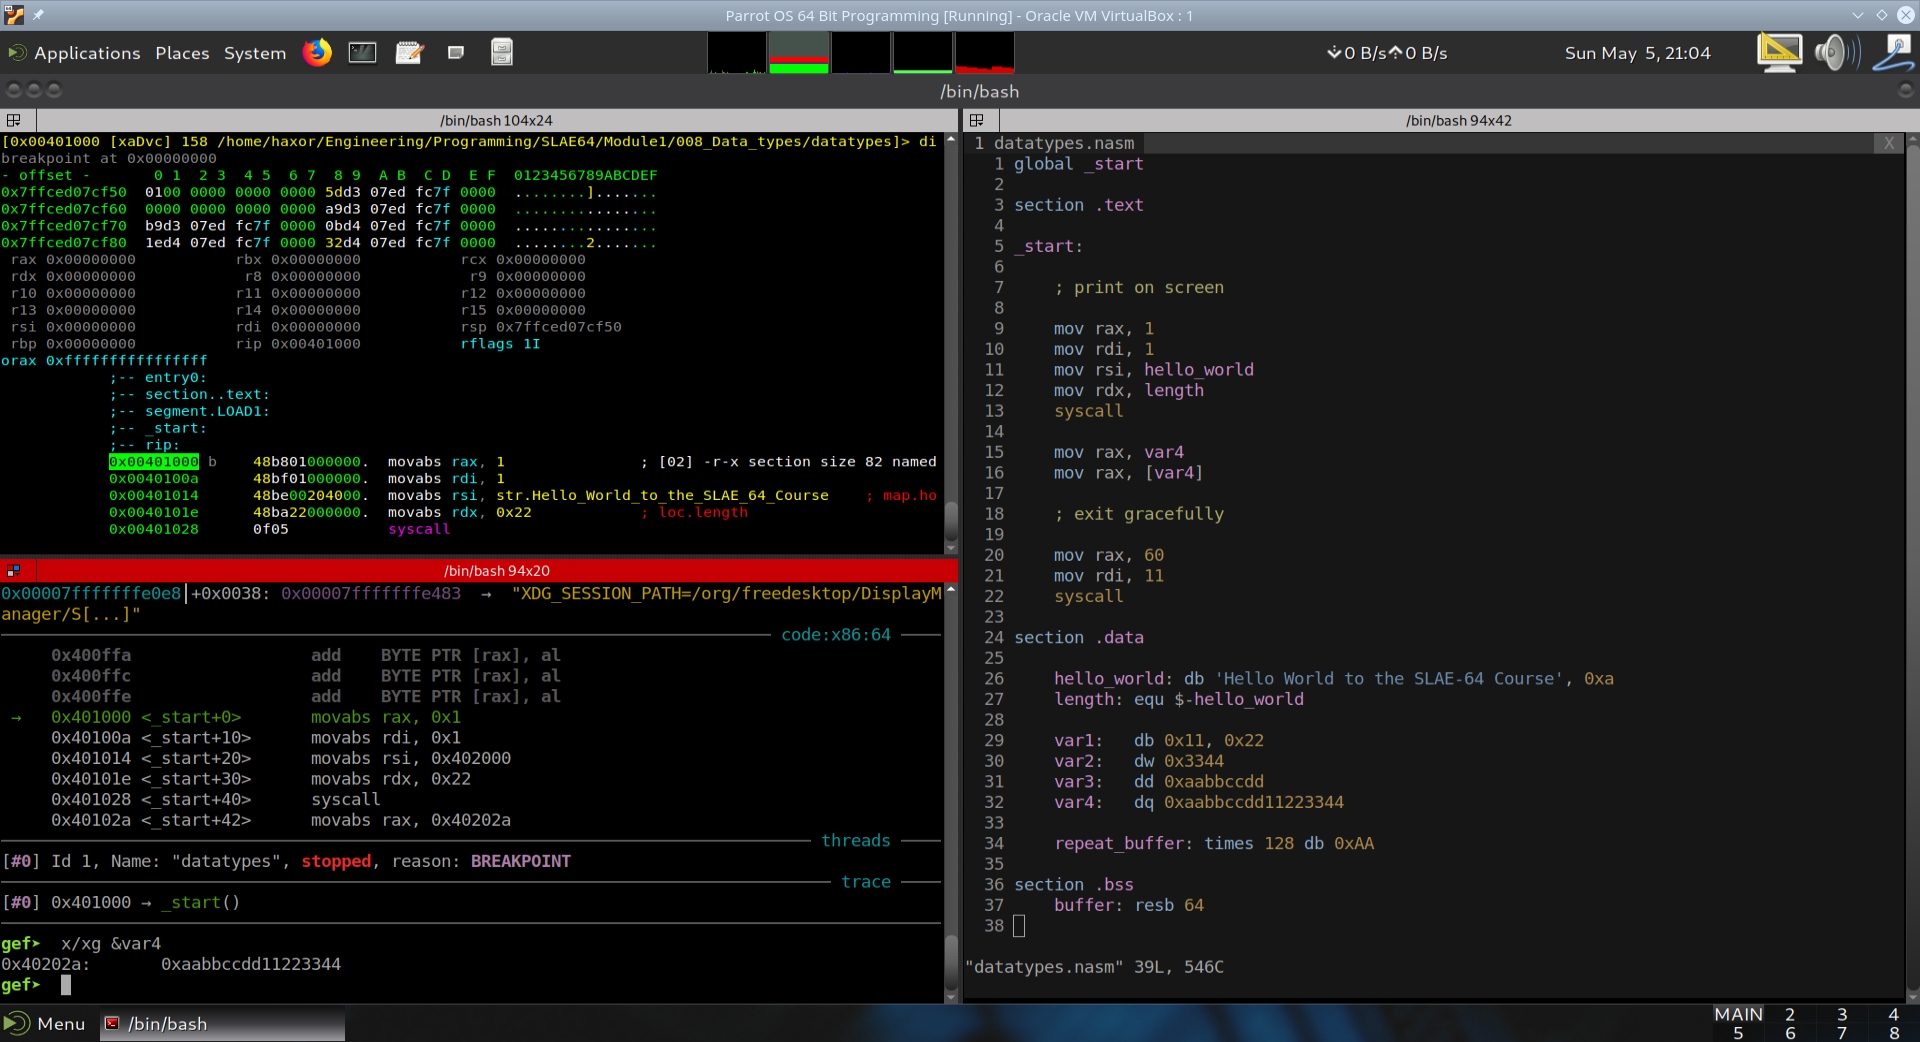 Parrot OS 64 Bit Programming [Running] - Oracle VM VirtualBox : 1
Applications Places System 0 B/s 0 B/s Sun May 5, 21:04
/bin/bash
/bin/bash 104x24
[0x00401000 [xaDvc] 158 /home/haxor/Engineering/Programming/SLAE64/Module1/008_Data_types/datatypes]> di
breakpoint at 0x00000000
- offset - 0 1 2 3 4 5 6 7 8 9 A B C D E F 0123456789ABCDEF
0x7ffced07cf50 0100 0000 0000 0000 5dd3 07ed fc7f 0000 ........].......
0x7ffced07cf60 0000 0000 0000 0000 a9d3 07ed fc7f 0000 ................
0x7ffced07cf70 b9d3 07ed fc7f 0000 0bd4 07ed fc7f 0000 ................
0x7ffced07cf80 1ed4 07ed fc7f 0000 32d4 07ed fc7f 0000 ........2.......
rax 0x00000000 rbx 0x00000000 rcx 0x00000000
rdx 0x00000000 r8 0x00000000 r9 0x00000000
r10 0x00000000 r11 0x00000000 r12 0x00000000
r13 0x00000000 r14 0x00000000 r15 0x00000000
rsi 0x00000000 rdi 0x00000000 rsp 0x7ffced07cf50
rbp 0x00000000 rip 0x00401000 rflags 1I
orax 0xffffffffffffffff
;-- entry0:
;-- section..text:
;-- segment.LOAD1:
;-- _start:
;-- rip:
0x00401000 b 48b801000000. movabs rax, 1 ; [02] -r-x section size 82 named
0x0040100a 48bf01000000. movabs rdi, 1
0x00401014 48be00204000. movabs rsi, str.Hello_World_to_the_SLAE_64_Course ; map.ho
0x0040101e 48ba22000000. movabs rdx, 0x22 ; loc.length
0x00401028 0f05 syscall
/bin/bash 94x20
0x00007fffffffe0e8|+0x0038: 0x00007fffffffe483 → "XDG_SESSION_PATH=/org/freedesktop/DisplayM
anager/S[...]"
code:x86:64
0x400ffa add BYTE PTR [rax], al
0x400ffc add BYTE PTR [rax], al
0x400ffe add BYTE PTR [rax], al
→ 0x401000 <_start+0> movabs rax, 0x1
0x40100a <_start+10> movabs rdi, 0x1
0x401014 <_start+20> movabs rsi, 0x402000
0x40101e <_start+30> movabs rdx, 0x22
0x401028 <_start+40> syscall
0x40102a <_start+42> movabs rax, 0x40202a
threads
[#0] Id 1, Name: "datatypes", stopped, reason: BREAKPOINT
trace
[#0] 0x401000 → _start()
gef➤ x/xg &var4
0x40202a: 0xaabbccdd11223344
gef➤
/bin/bash 94x42
1 datatypes.nasm X
1 global _start
2
3 section .text
4
5 _start:
6
7 ; print on screen
8
9 mov rax, 1
10 mov rdi, 1
11 mov rsi, hello_world
12 mov rdx, length
13 syscall
14
15 mov rax, var4
16 mov rax, [var4]
17
18 ; exit gracefully
19
20 mov rax, 60
21 mov rdi, 11
22 syscall
23
24 section .data
25
26 hello_world: db 'Hello World to the SLAE-64 Course', 0xa
27 length: equ $-hello_world
28
29 var1: db 0x11, 0x22
30 var2: dw 0x3344
31 var3: dd 0xaabbccdd
32 var4: dq 0xaabbccdd11223344
33
34 repeat_buffer: times 128 db 0xAA
35
36 section .bss
37 buffer: resb 64
38
"datatypes.nasm" 39L, 546C
Menu /bin/bash
MAIN 2 3 4
5 6 7 8